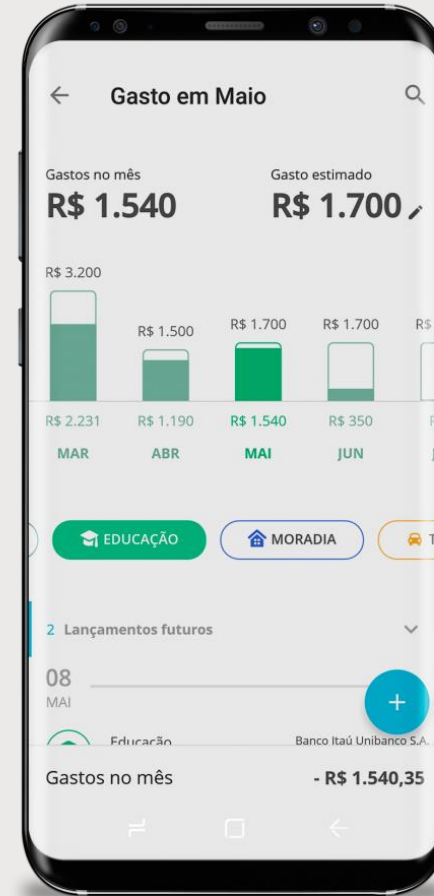 Gasto em Maio
Gastos no mês
Gasto estimado
R$ 1.540
R$ 1.700
R$ 3.200
R$ 1.500
R$ 1.700
R$ 1.700
R$
R$ 2.231
R$ 1.190
R$ 1.540
R$ 350
MAR
ABR
MAI
JUN
EDUCAÇÃO
MORADIA
T
2 Lançamentos futuros
08
MAI
Educação
Banco Itaú Unibanco S.A.
Gastos no mês
- R$ 1.540,35